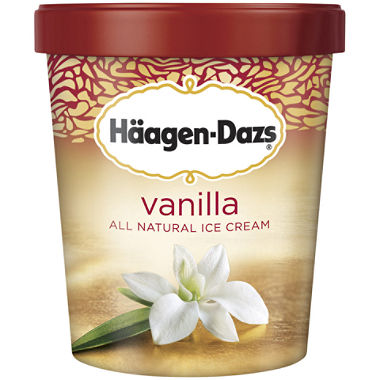 Häagen-Dazs®
vanilla
ALL NATURAL ICE CREAM